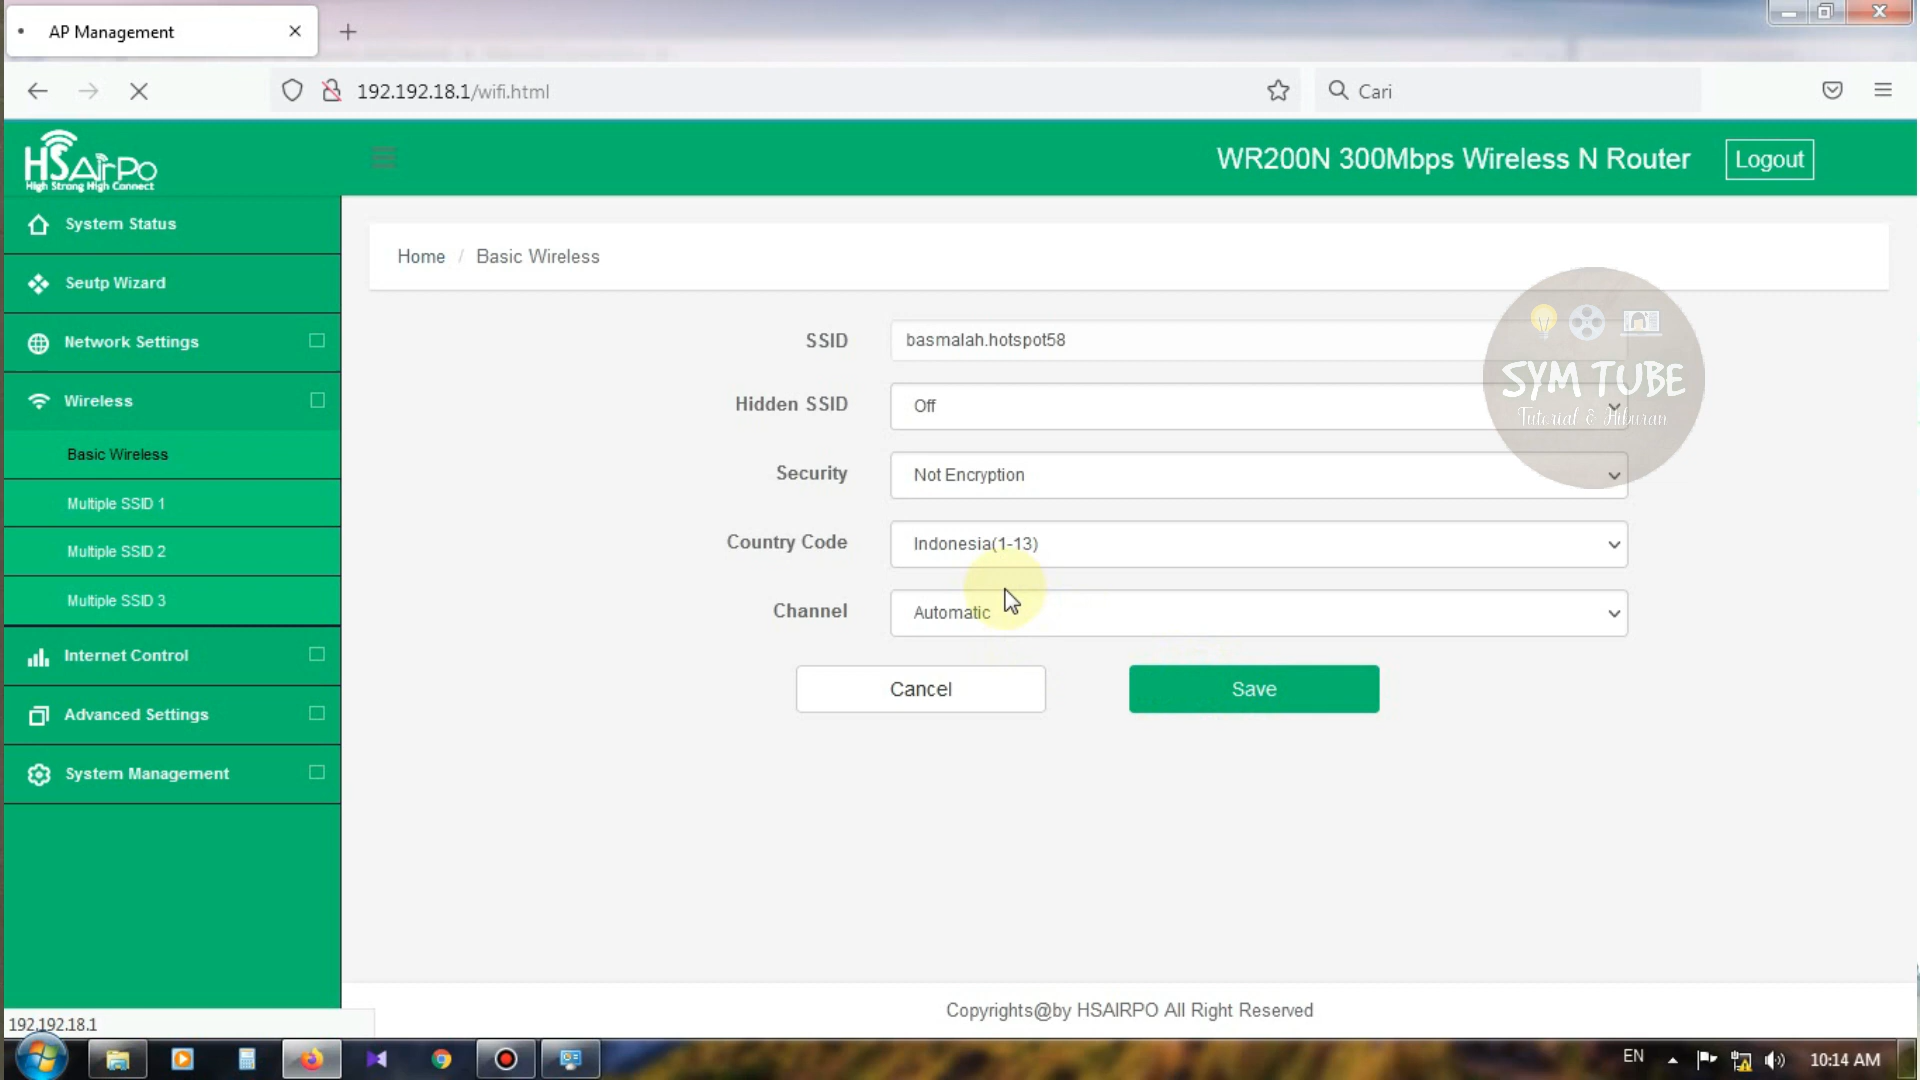 AP Management
192.192.18.1/wifi.html
Cari
HSAirPo
High Strong High Connect
WR200N 300Mbps Wireless N Router
Logout
System Status
Seutp Wizard
Network Settings
Wireless
Basic Wireless
Multiple SSID 1
Multiple SSID 2
Multiple SSID 3
Internet Control
Advanced Settings
System Management
Home / Basic Wireless
SSID basmalah.hotspot58
Hidden SSID Off
Security Not Encryption
Country Code Indonesia(1-13)
Channel Automatic
Cancel Save
SYM TUBE
Tutorial & Hiburan
Copyrights@by HSAIRPO All Right Reserved
192.192.18.1
EN 10:14 AM